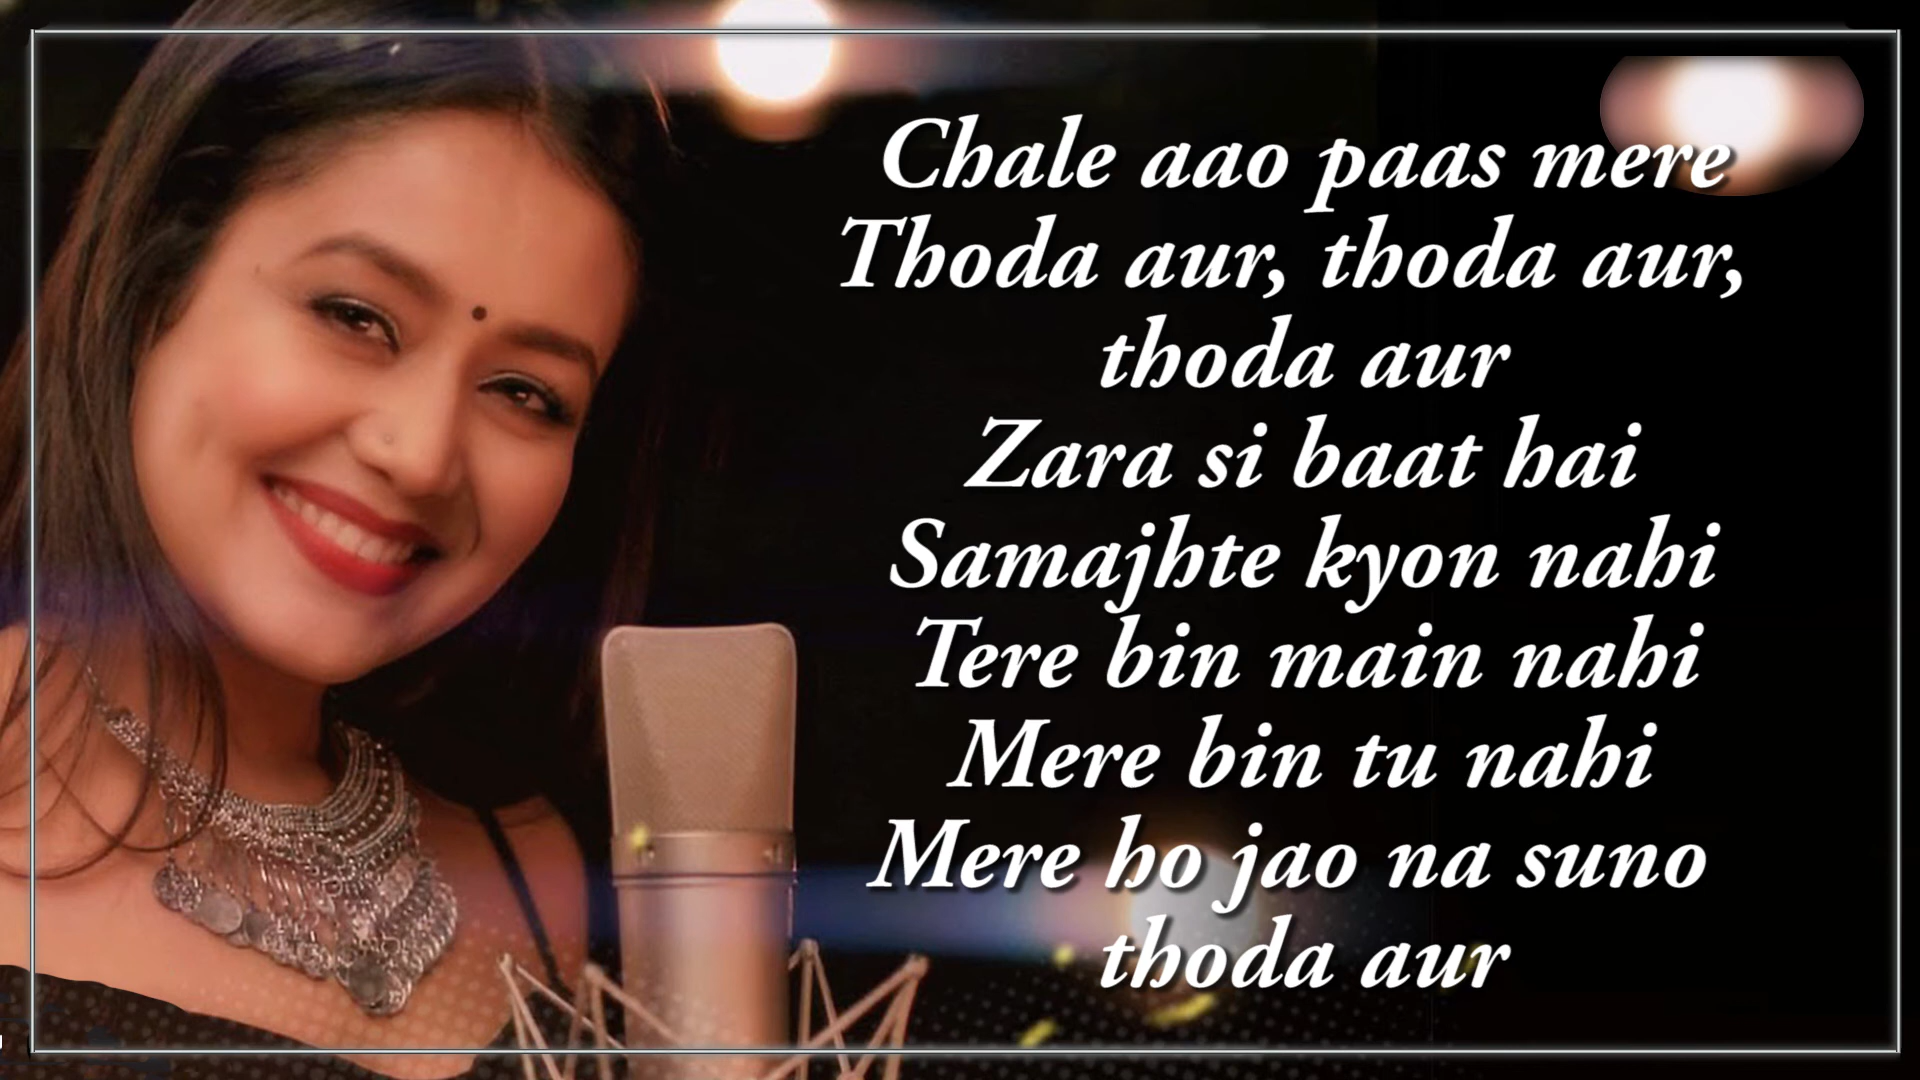 Chale aao paas mere
Thoda aur, thoda aur,
thoda aur
Zara si baat hai
Samajhte kyon nahi
Tere bin main nahi
Mere bin tu nahi
Mere ho jao na suno
thoda aur